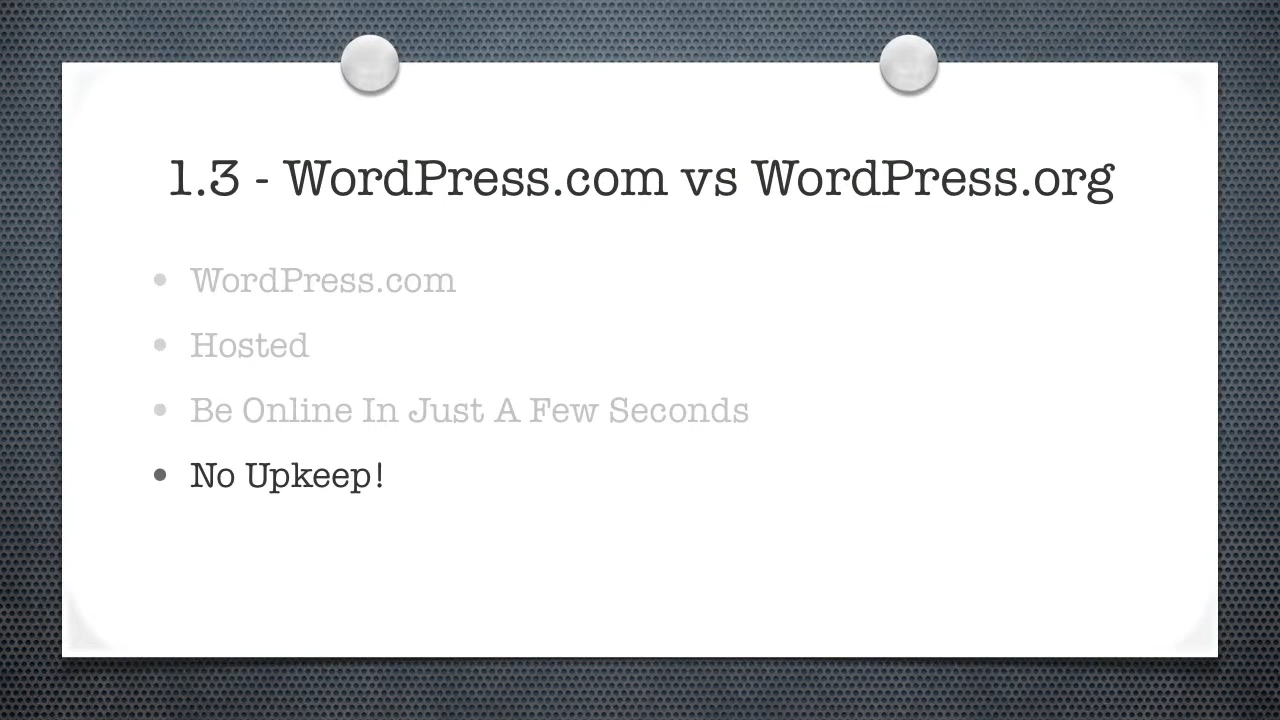 1.3 - WordPress.com vs WordPress.org
• WordPress.com
• Hosted
• Be Online In Just A Few Seconds
• No Upkeep!